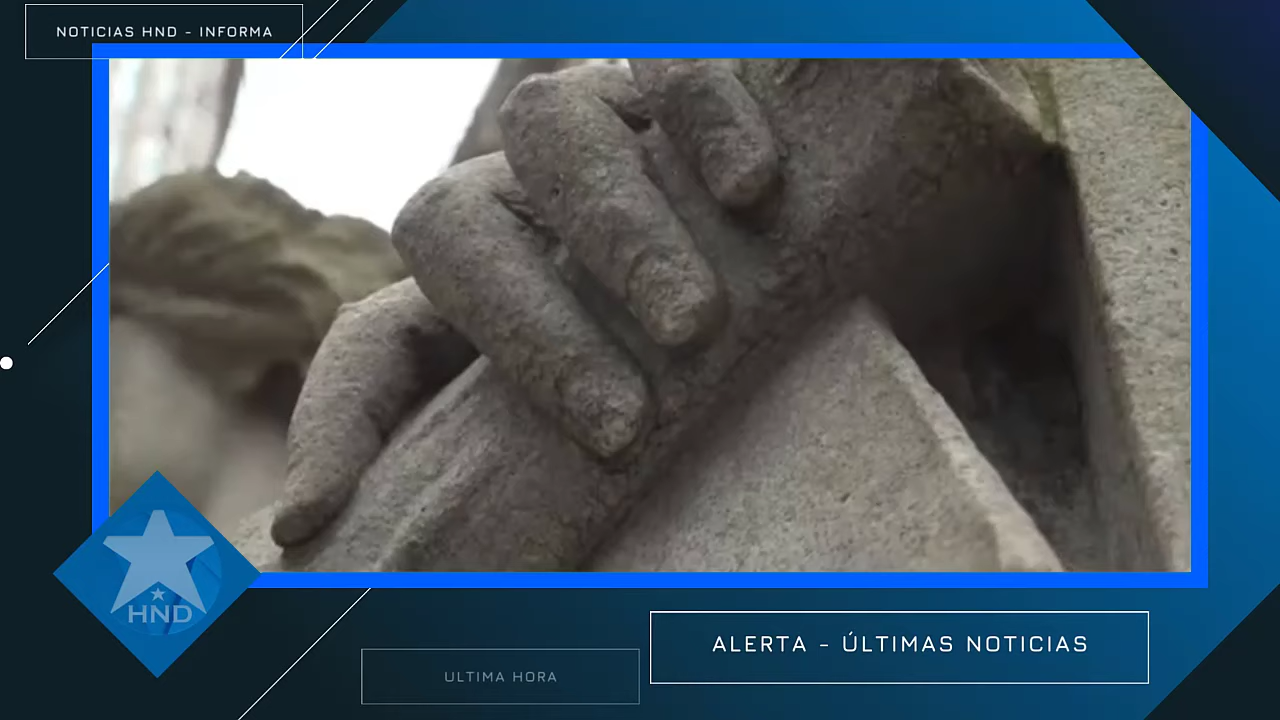 NOTICIAS HND - INFORMA
HND
ALERTA - ÚLTIMAS NOTICIAS
ULTIMA HORA